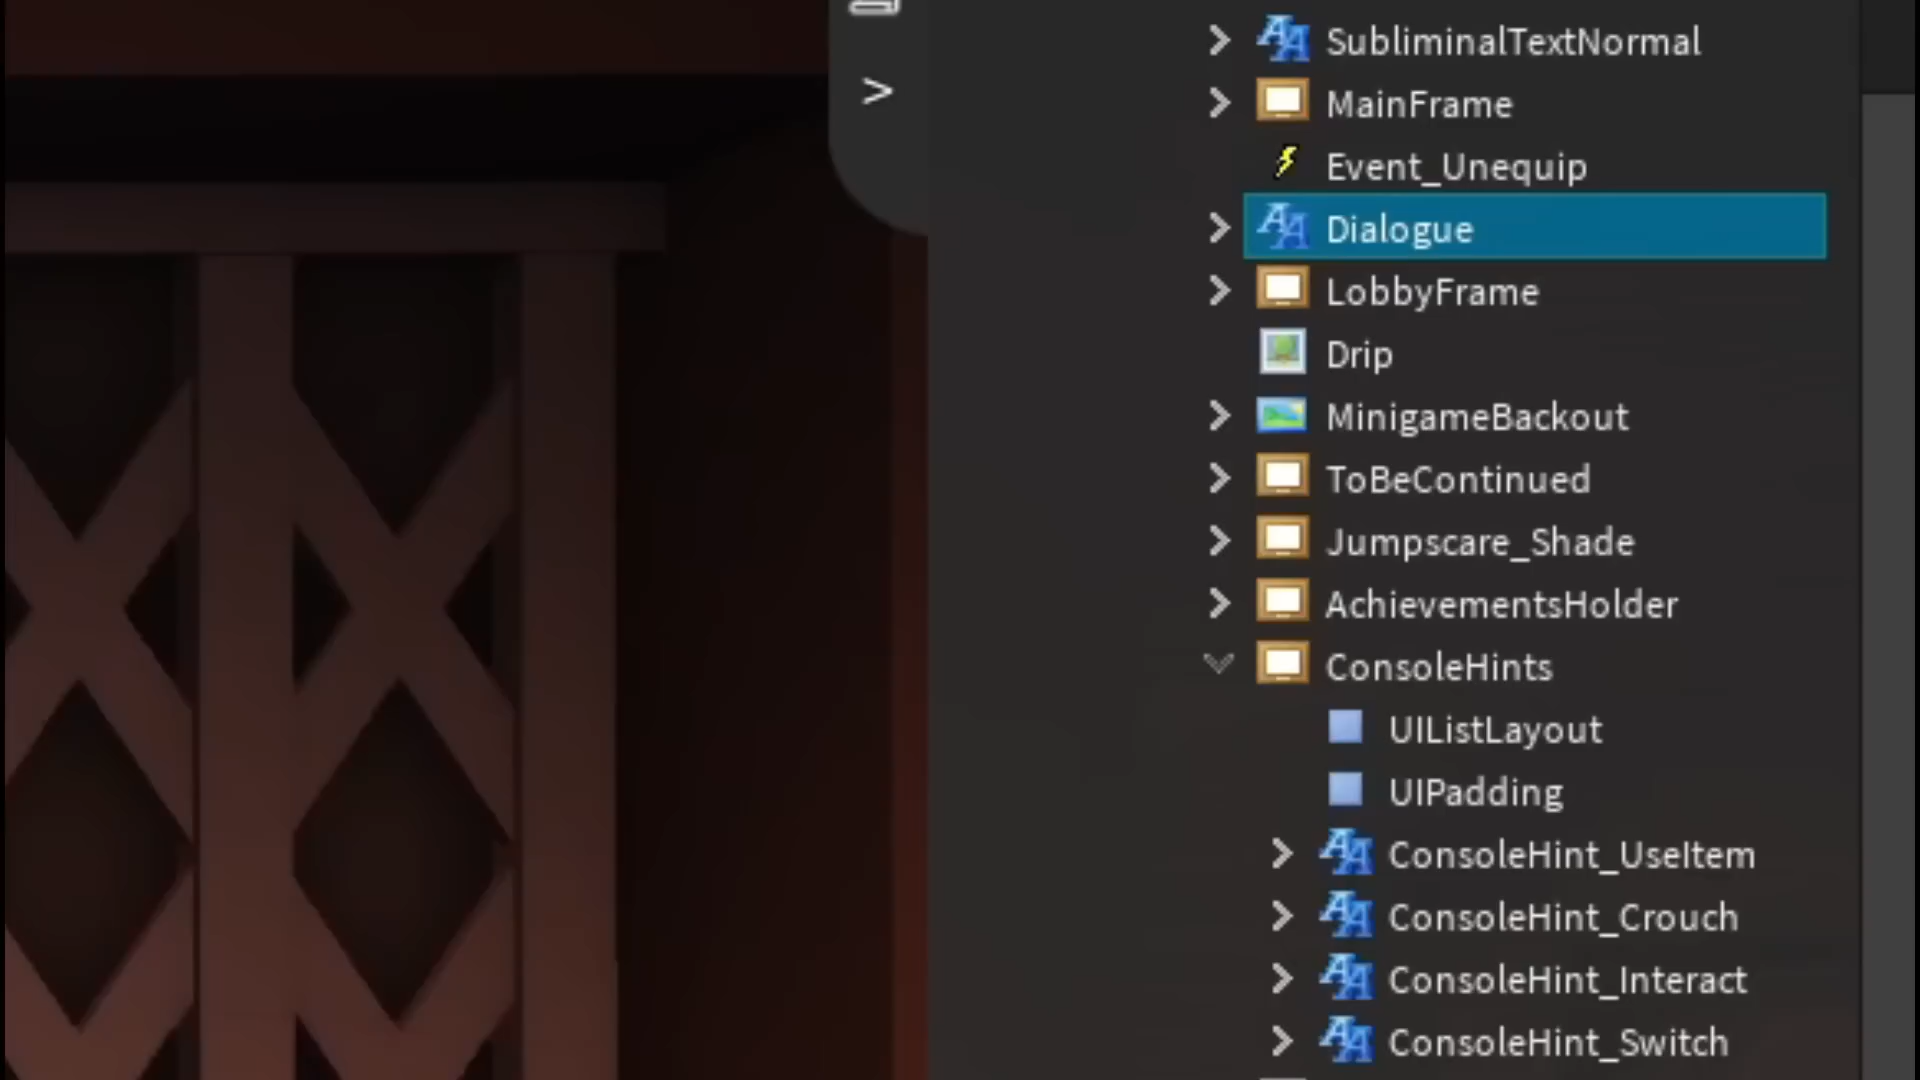 SubliminalTextNormal
>
MainFrame
Event_Unequip
Dialogue
LobbyFrame
Drip
MinigameBackout
ToBeContinued
Jumpscare_Shade
AchievementsHolder
ConsoleHints
UIListLayout
UIPadding
ConsoleHint_UseItem
ConsoleHint_Crouch
ConsoleHint_Interact
ConsoleHint_Switch